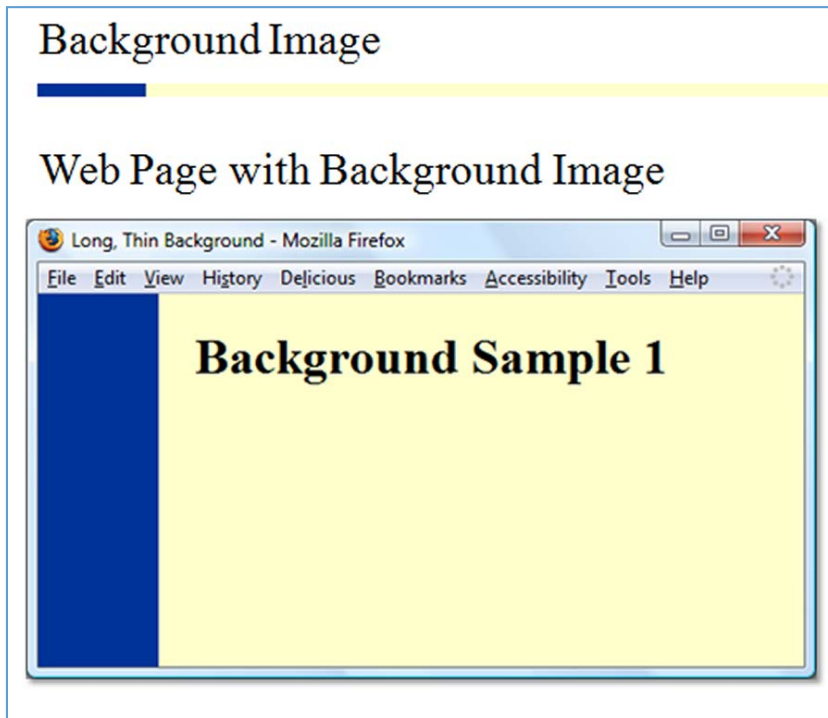 Background Image
Web Page with Background Image
Long, Thin Background - Mozilla Firefox
File Edit View History Delicious Bookmarks Accessibility Tools Help
Background Sample 1